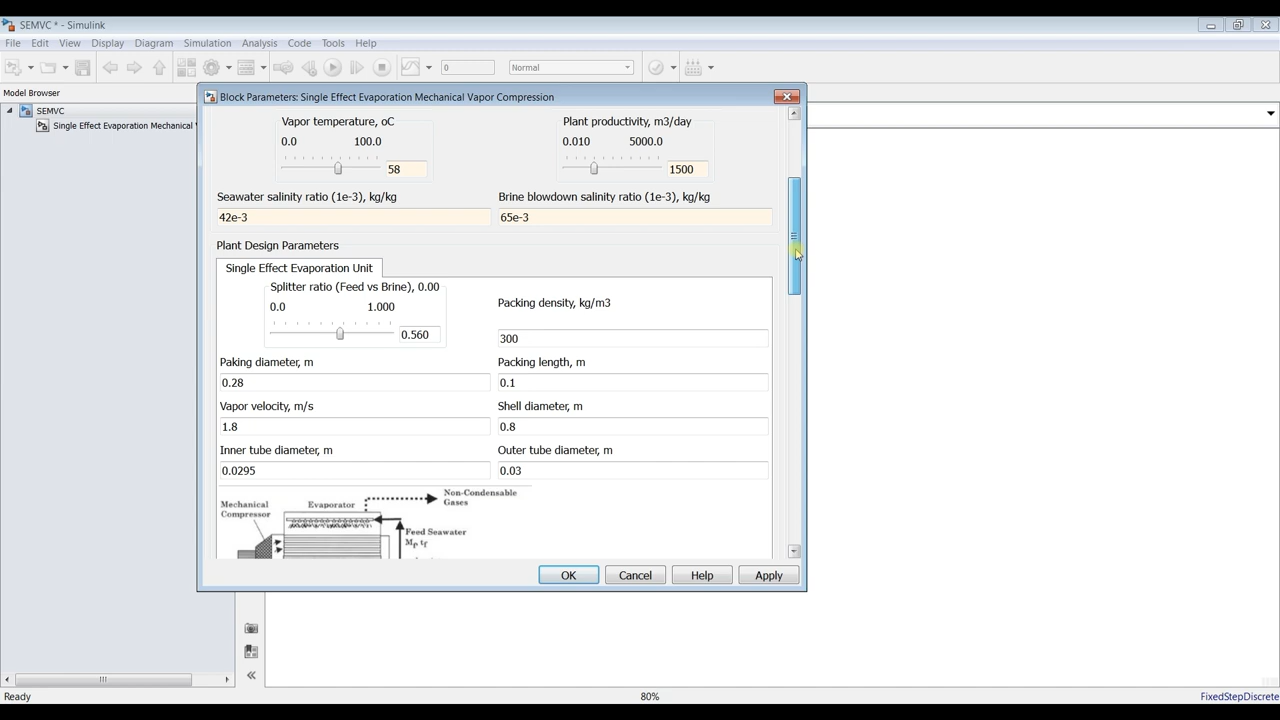 SEMVC * - Simulink
File Edit View Display Diagram Simulation Analysis Code Tools Help
0
Normal
Model Browser
SEMVC
Single Effect Evaporation Mechanical V
Block Parameters: Single Effect Evaporation Mechanical Vapor Compression
Vapor temperature, oC
0.0 100.0
58
Plant productivity, m3/day
0.010 5000.0
1500
Seawater salinity ratio (1e-3), kg/kg
42e-3
Brine blowdown salinity ratio (1e-3), kg/kg
65e-3
Plant Design Parameters
Single Effect Evaporation Unit
Splitter ratio (Feed vs Brine), 0.00
0.0 1.000
0.560
Packing density, kg/m3
300
Paking diameter, m
0.28
Packing length, m
0.1
Vapor velocity, m/s
1.8
Shell diameter, m
0.8
Inner tube diameter, m
0.0295
Outer tube diameter, m
0.03
Mechanical
Compressor
Evaporator
Non-Condensable
Gases
Feed Seawater
OK Cancel Help Apply
Ready
80%
FixedStepDiscrete